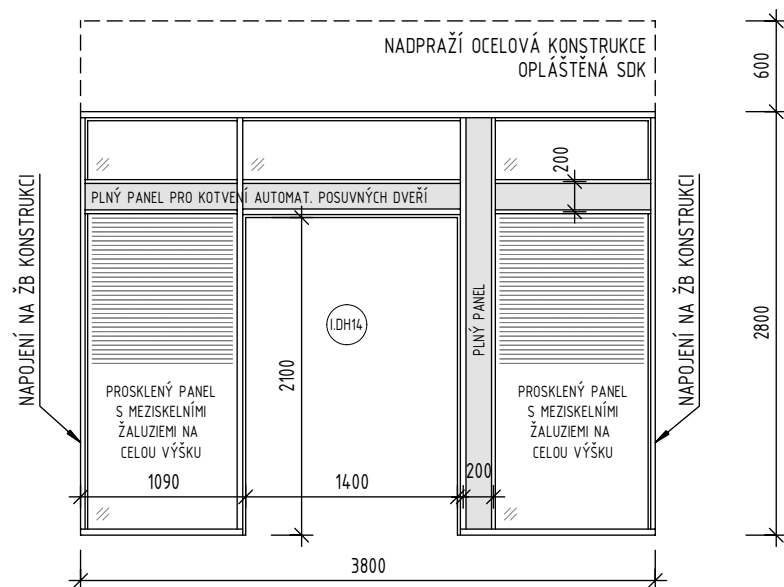 NADPRAŽÍ OCELOVÁ KONSTRUKCE
OPLÁŠTĚNÁ SDK
600
200
PLNÝ PANEL PRO KOTVENÍ AUTOMAT. POSUVNÝCH DVEŘÍ
NAPOJENÍ NA ŽB KONSTRUKCI
I.DH14
2100
PLNÝ PANEL
NAPOJENÍ NA ŽB KONSTRUKCI
2800
PROSKLENÝ PANEL
S MEZISKELNÍMI
ŽALUZIEMI NA
CELOU VÝŠKU
PROSKLENÝ PANEL
S MEZISKELNÍMI
ŽALUZIEMI NA
CELOU VÝŠKU
1090
1400
200
3800